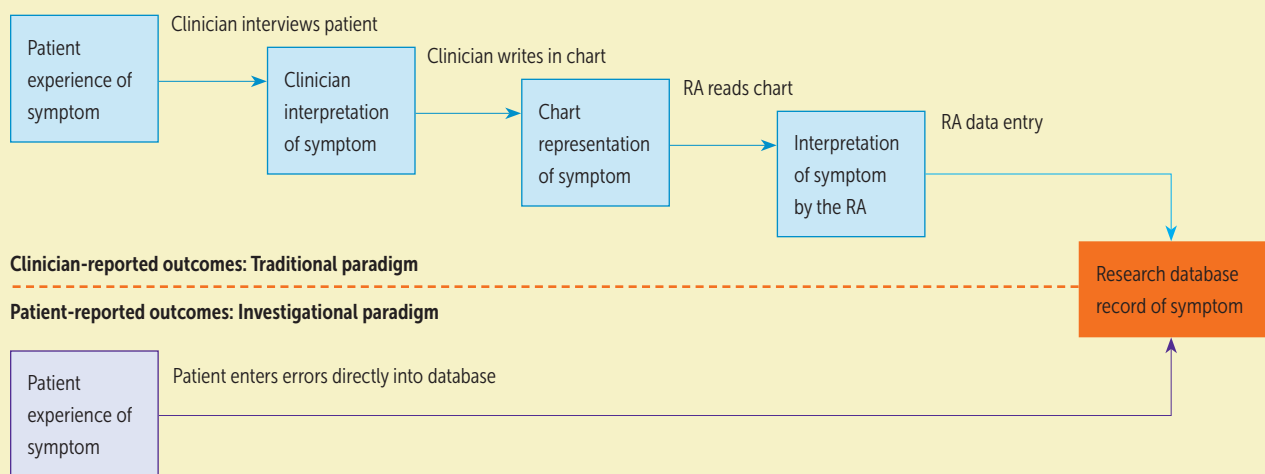 Clinician interviews patient
Patient
experience of
symptom
Clinician writes in chart
Clinician
interpretation
of symptom
RA reads chart
Chart
representation
of symptom
RA data entry
Interpretation
of symptom
by the RA
Clinician-reported outcomes: Traditional paradigm
Research database
record of symptom
Patient-reported outcomes: Investigational paradigm
Patient enters errors directly into database
Patient
experience of
symptom